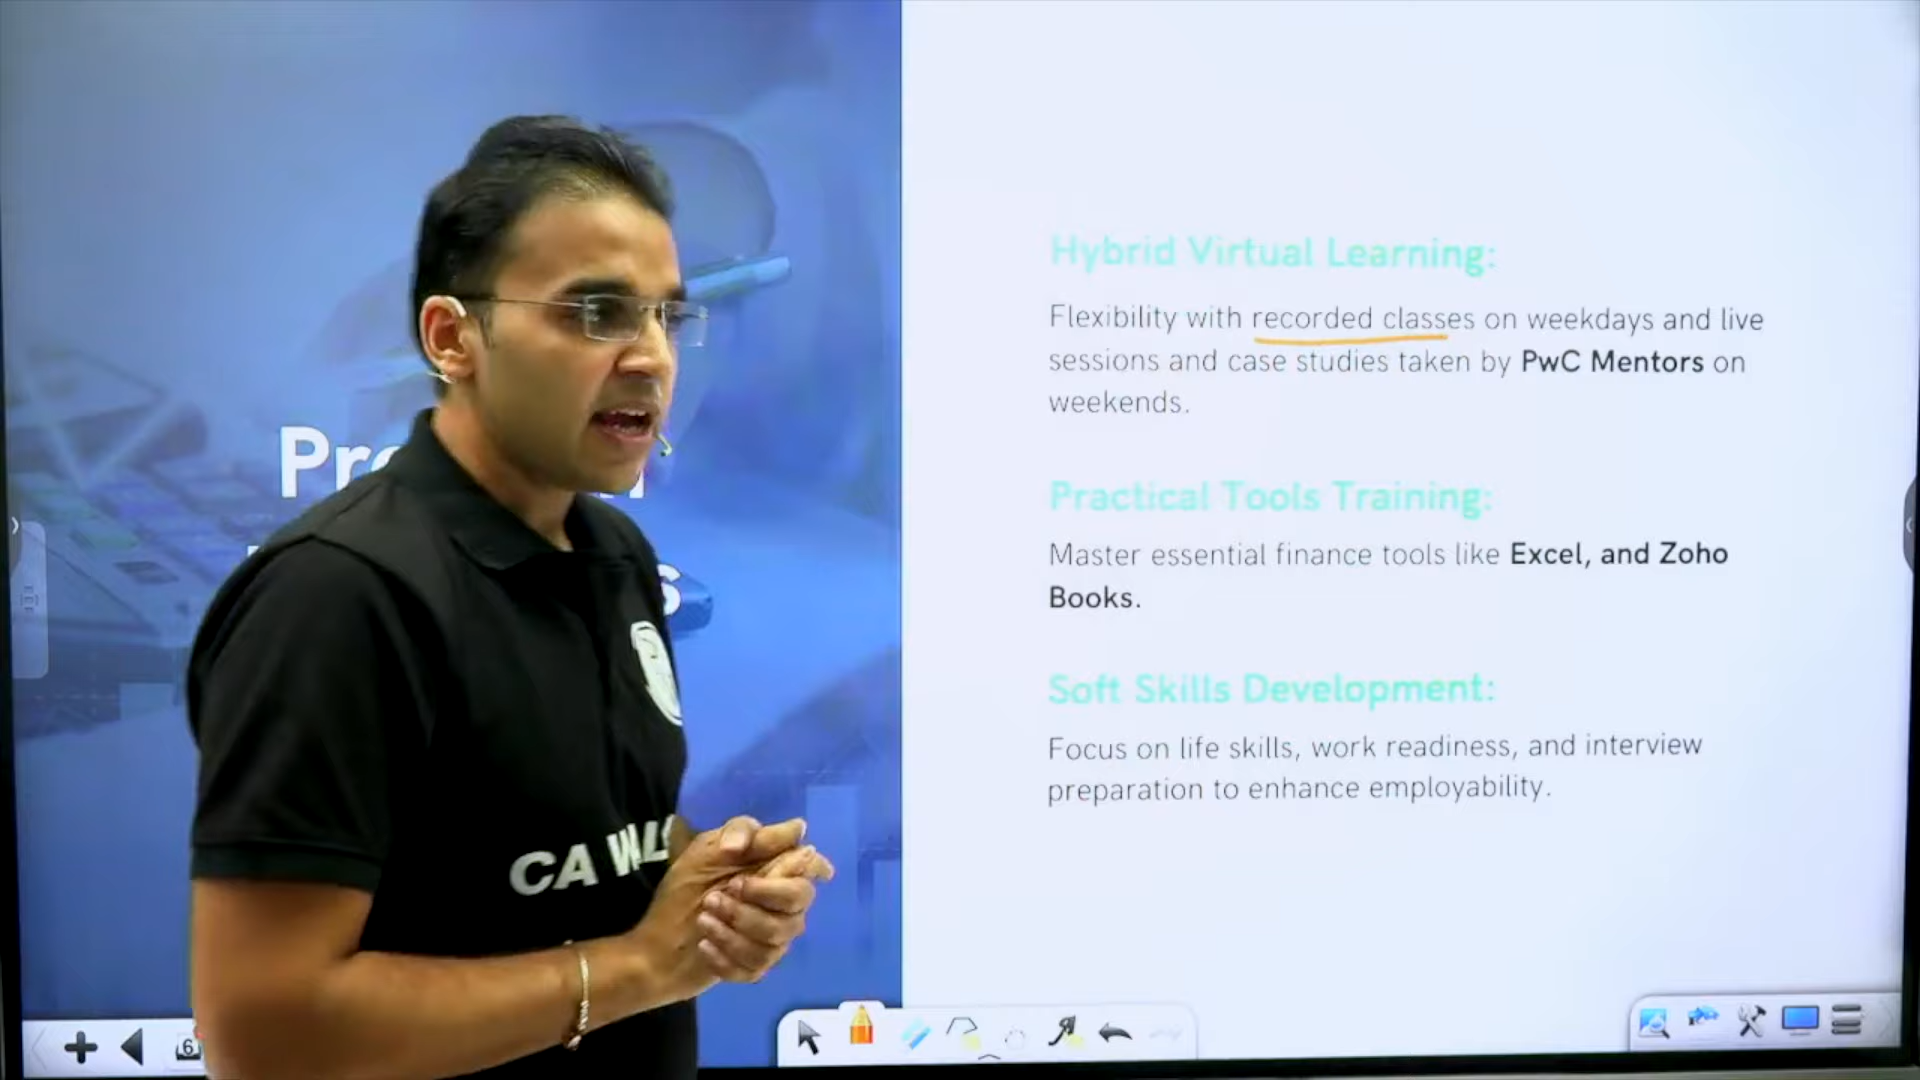 Hybrid Virtual Learning:
Flexibility with recorded classes on weekdays and live
sessions and case studies taken by PwC Mentors on
weekends.
Practical Tools Training:
Master essential finance tools like Excel, and Zoho
Books.
Soft Skills Development:
Focus on life skills, work readiness, and interview
preparation to enhance employability.
CA
6